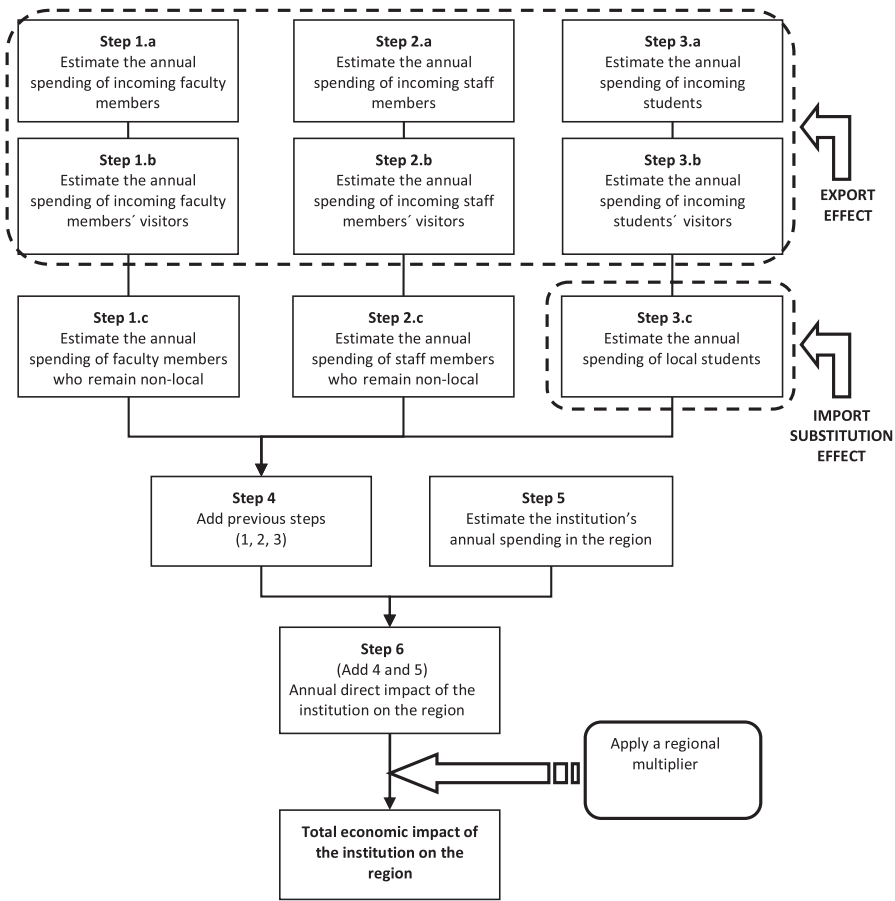 Step 1.a
Estimate the annual
spending of incoming faculty
members
Step 2.a
Estimate the annual
spending of incoming staff
members
Step 3.a
Estimate the annual
spending of incoming
students
Step 1.b
Estimate the annual
spending of incoming faculty
members´ visitors
Step 2.b
Estimate the annual
spending of incoming staff
members´ visitors
Step 3.b
Estimate the annual
spending of incoming
students´ visitors
EXPORT
EFFECT
Step 1.c
Estimate the annual
spending of faculty members
who remain non-local
Step 2.c
Estimate the annual
spending of staff members
who remain non-local
Step 3.c
Estimate the annual
spending of local students
IMPORT
SUBSTITUTION
EFFECT
Step 4
Add previous steps
(1, 2, 3)
Step 5
Estimate the institution’s
annual spending in the region
Step 6
(Add 4 and 5)
Annual direct impact of the
institution on the region
Apply a regional
multiplier
Total economic impact of
the institution on the
region